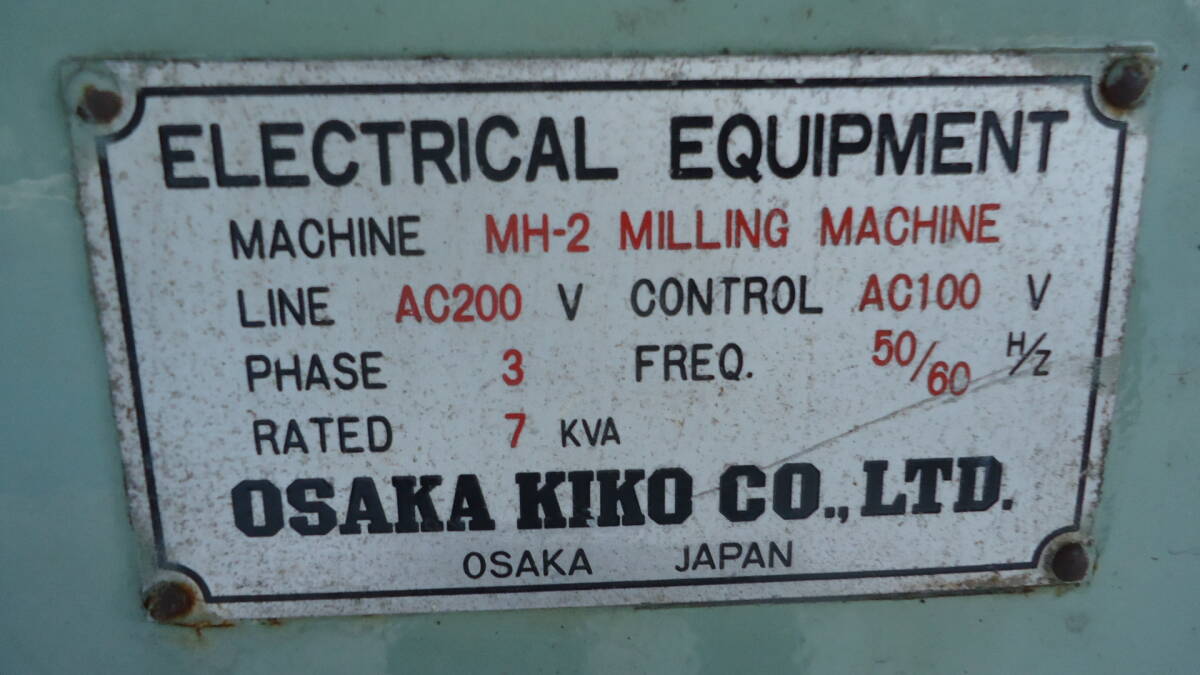 ELECTRICAL EQUIPMENT
MACHINE MH-2 MILLING MACHINE
LINE AC200 V CONTROL AC100 V
PHASE 3 FREQ. 50/60 H/Z
RATED 7 KVA
OSAKA KIKO CO., LTD.
OSAKA JAPAN